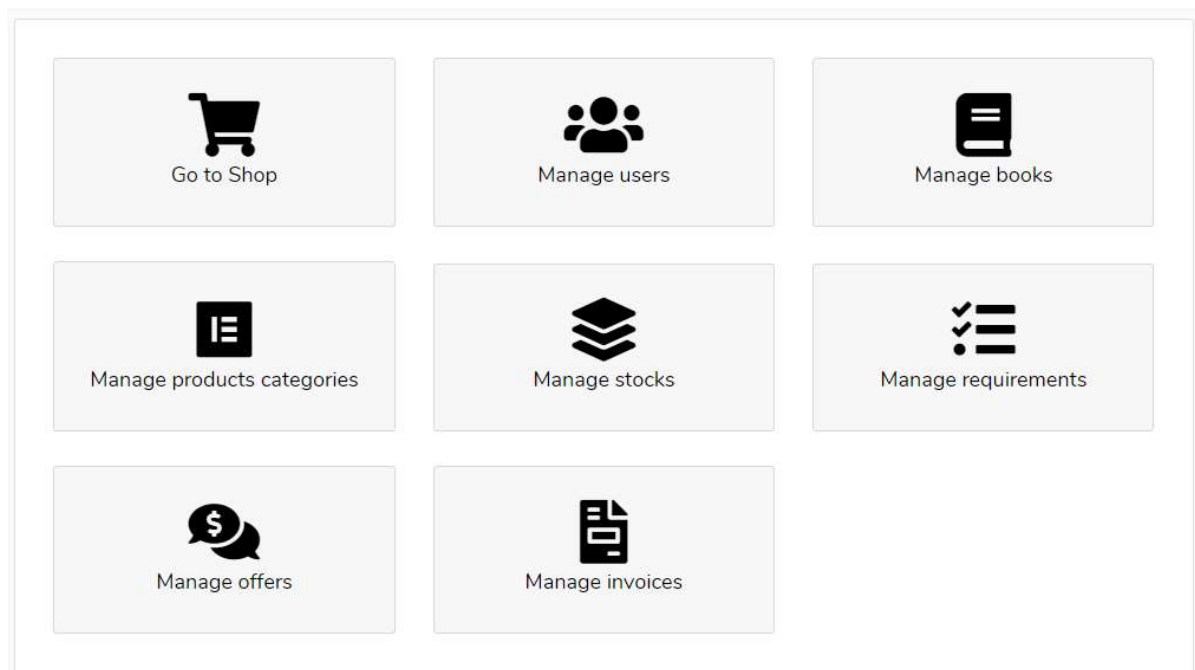 Go to Shop
Manage users
Manage books
Manage products categories
Manage stocks
Manage requirements
Manage offers
Manage invoices